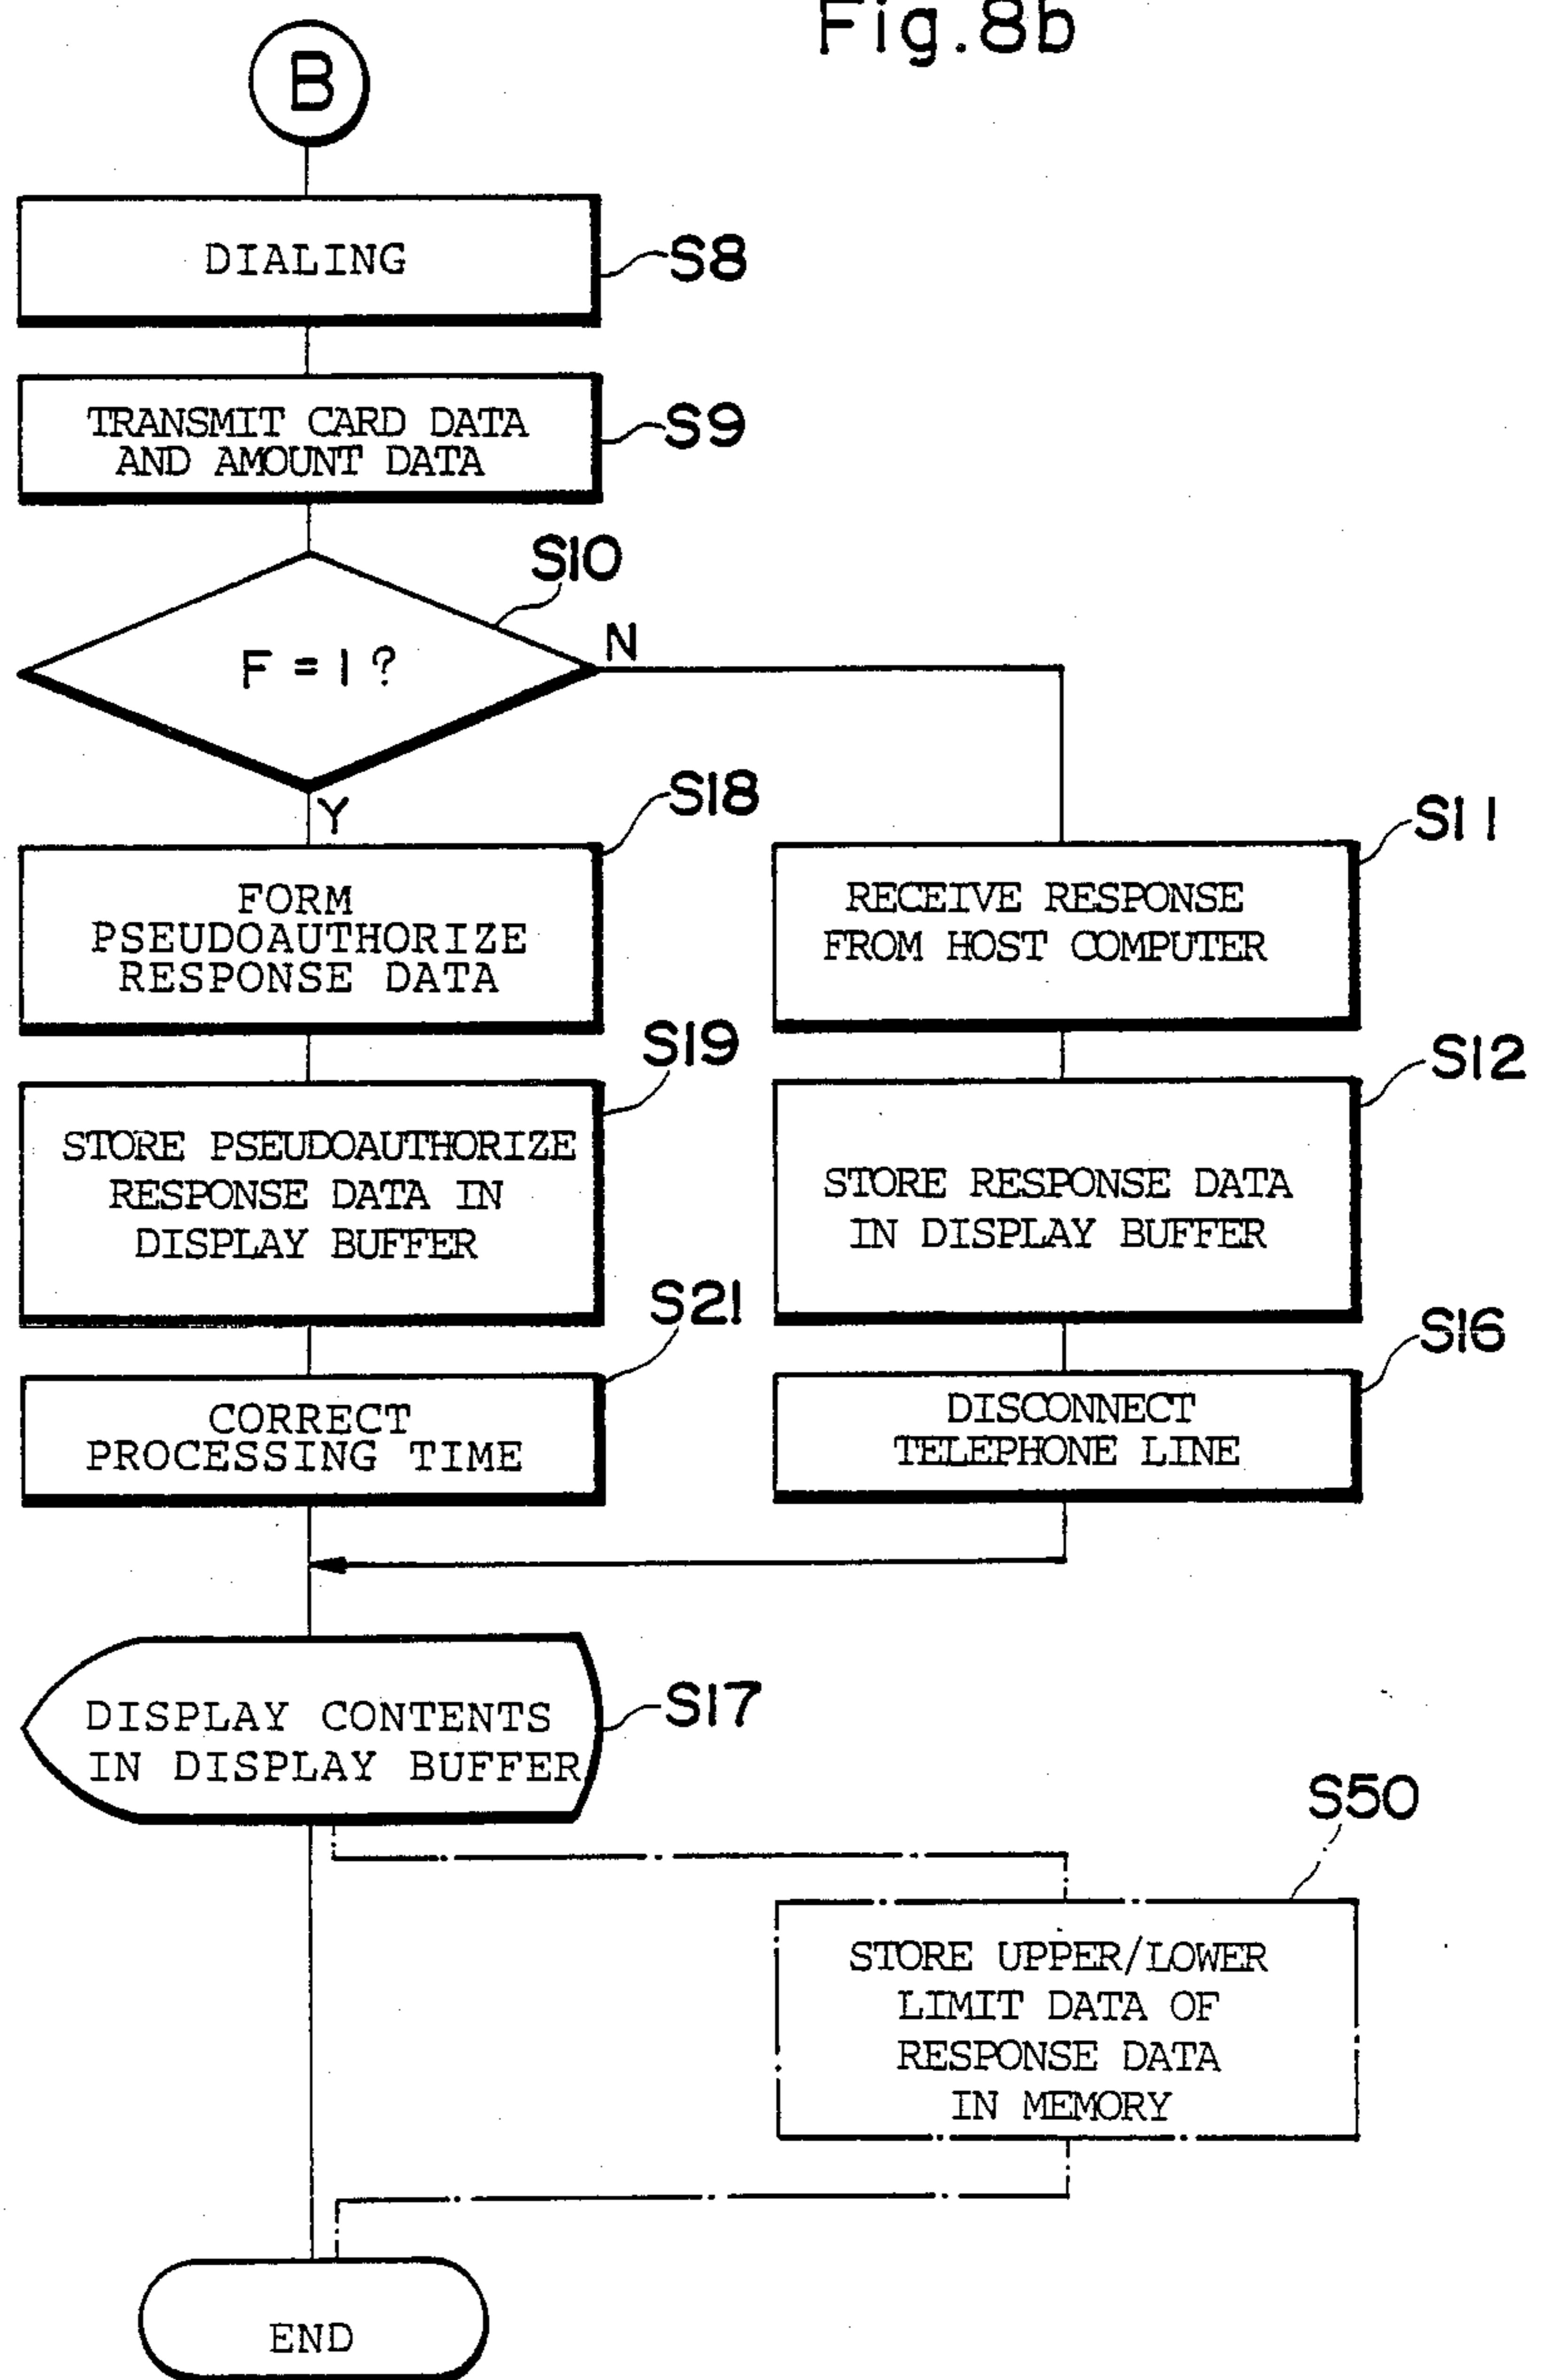 Fig.8b
B
DIALING
S8
TRANSMIT CARD DATA
AND AMOUNT DATA
S9
S10
F = 1 ?
N
Y
S18
FORM
PSEUDOAUTHORIZE
RESPONSE DATA
S11
RECEIVE RESPONSE
FROM HOST COMPUTER
S19
STORE PSEUDOAUTHORIZE
RESPONSE DATA IN
DISPLAY BUFFER
S12
STORE RESPONSE DATA
IN DISPLAY BUFFER
S21
CORRECT
PROCESSING TIME
S16
DISCONNECT
TELEPHONE LINE
DISPLAY CONTENTS
IN DISPLAY BUFFER
S17
S50
STORE UPPER/LOWER
LIMIT DATA OF
RESPONSE DATA
IN MEMORY
END